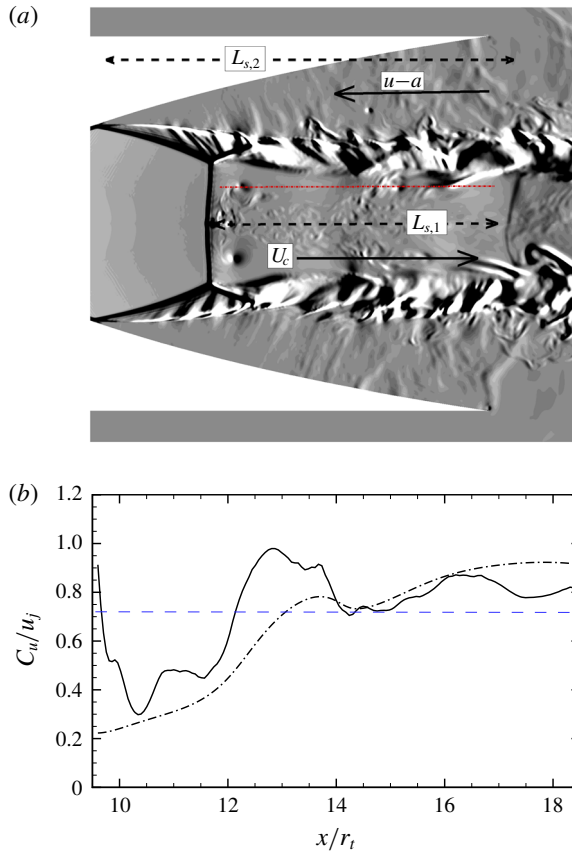 (a)
L_{s,2}
u−a
L_{s,1}
U_c
(b)
1.2
1.0
0.8
0.6
0.4
0.2
0
C_u/u_j
10 12 14 16 18
x/r_t